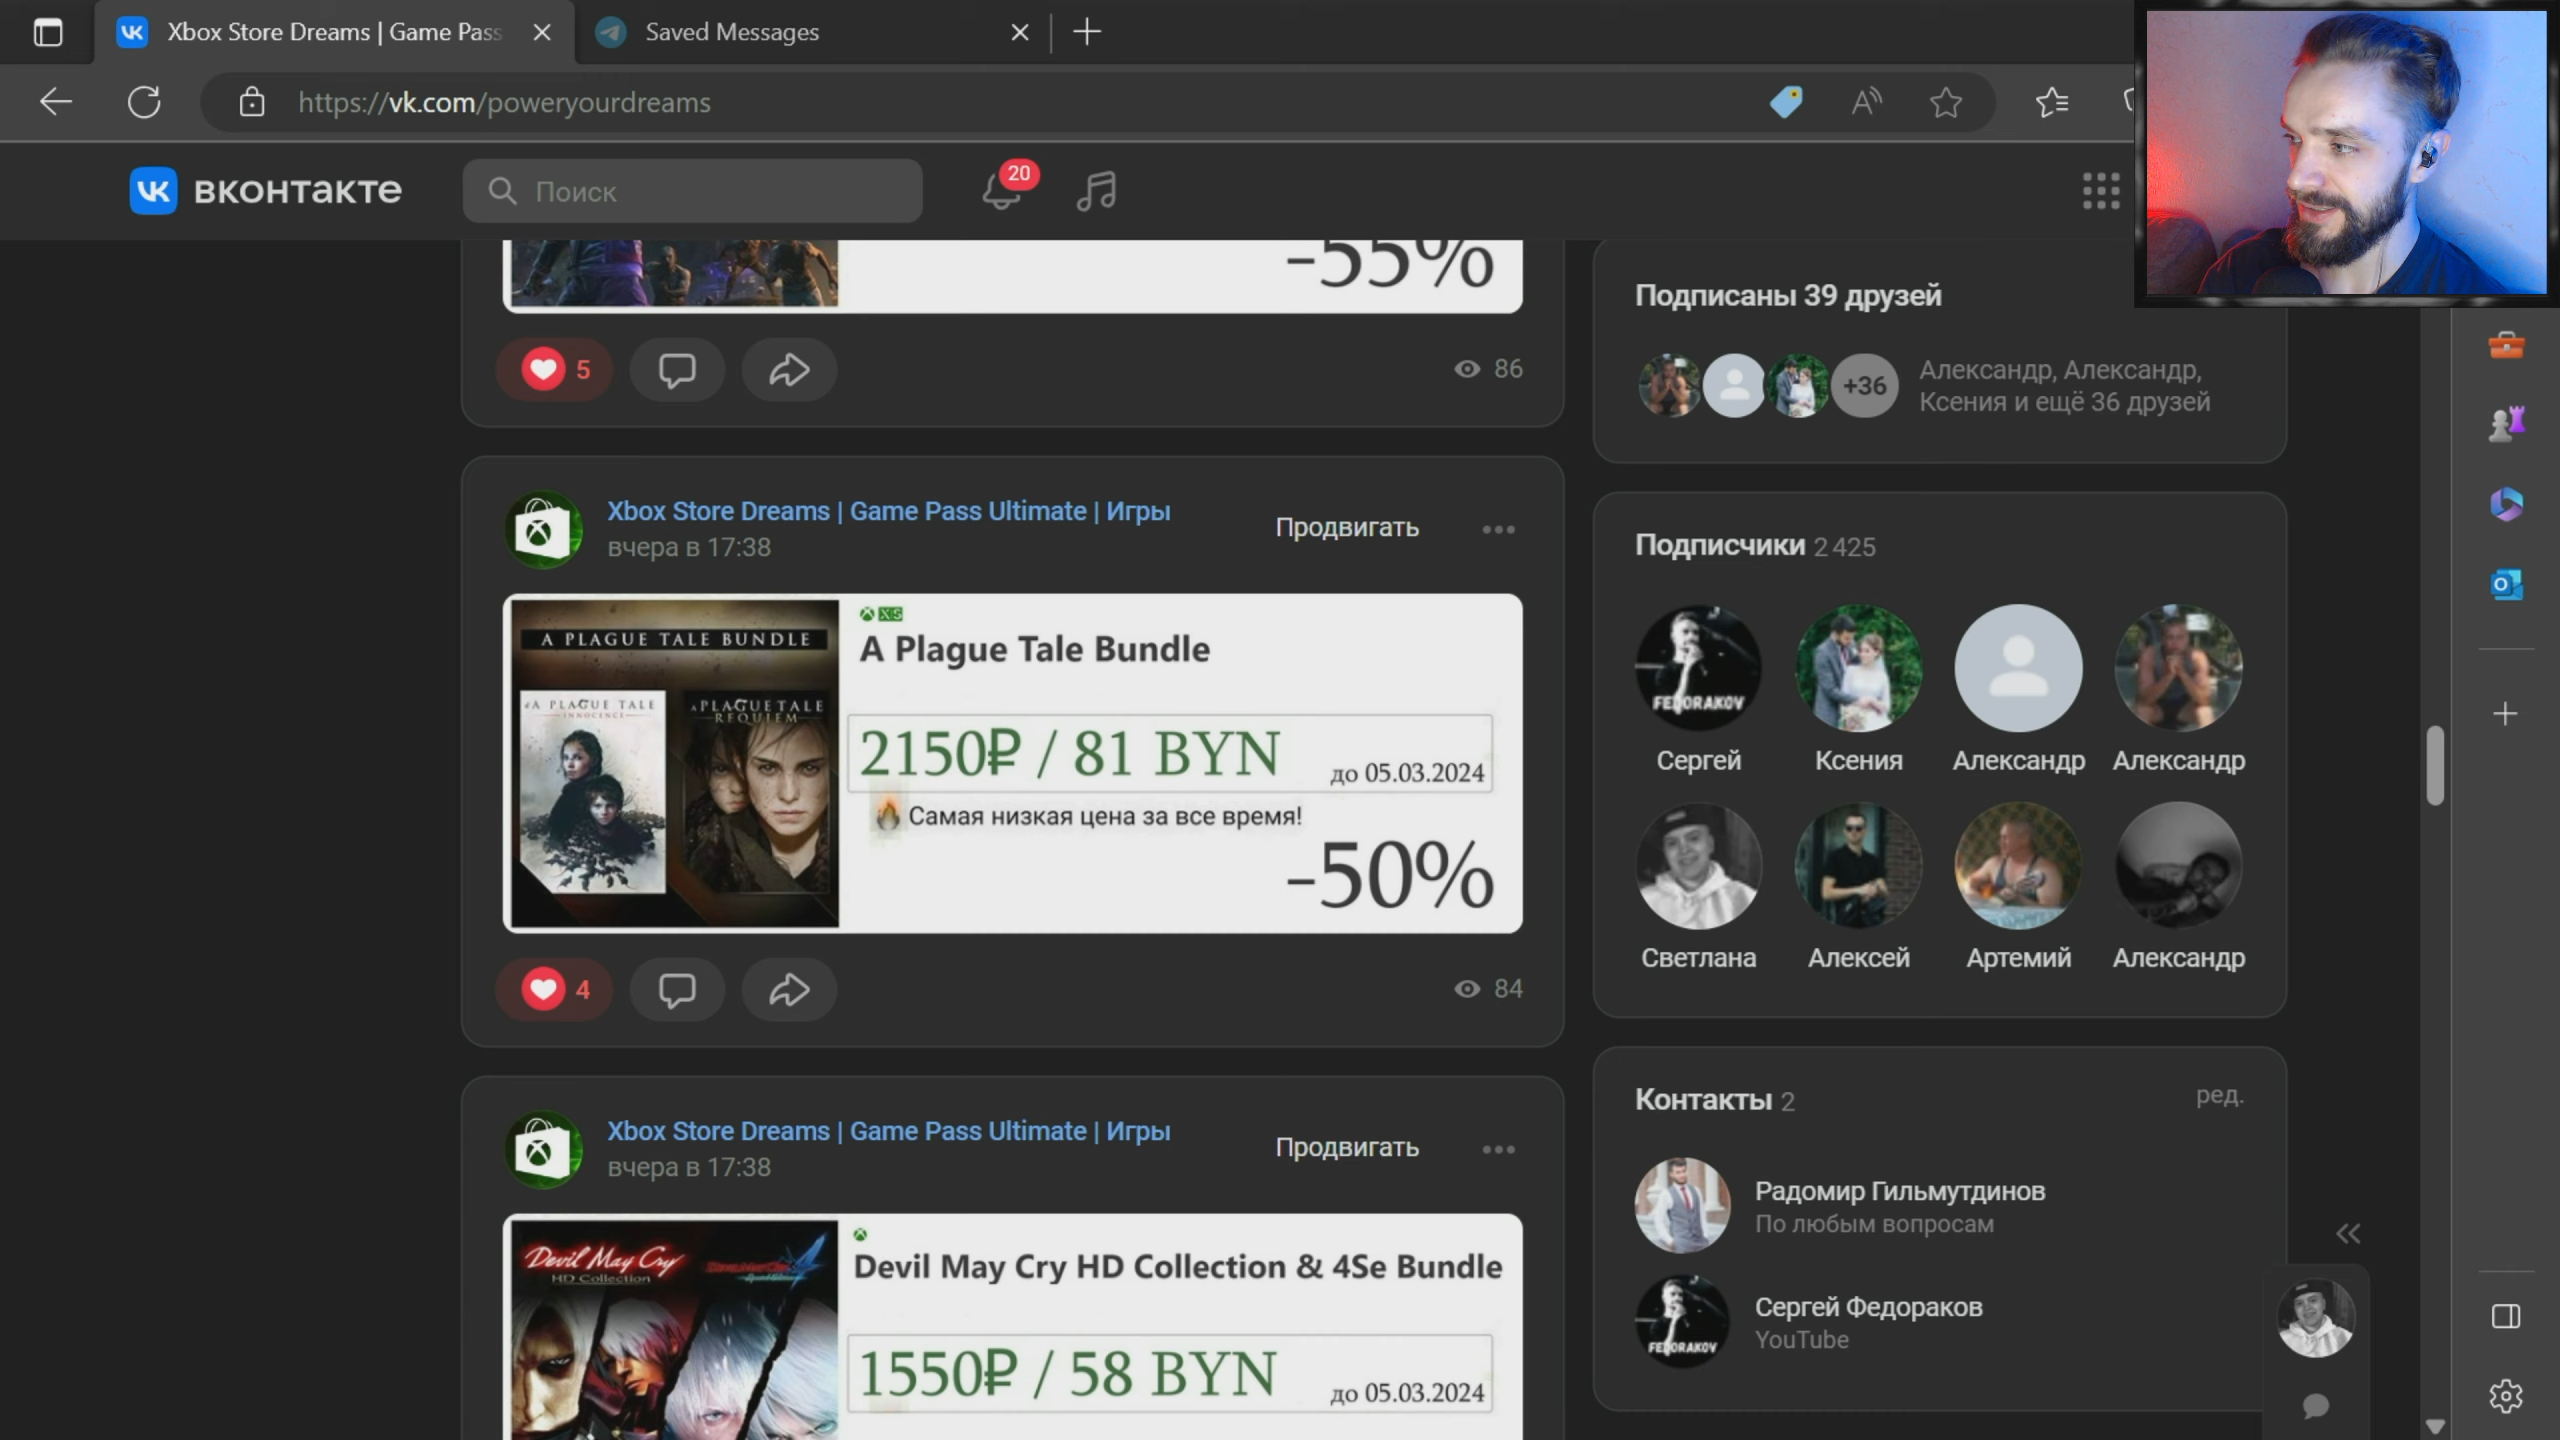 Xbox Store Dreams | Game Pass
Saved Messages
https://vk.com/poweryourdreams
вконтакте
Поиск
20
-55%
5
86
Xbox Store Dreams | Game Pass Ultimate | Игры
вчера в 17:38
Продвигать
A PLAGUE TALE BUNDLE
A PLAGUE TALE
INNOCENCE
A PLAGUE TALE
REQUIEM
X|S
A Plague Tale Bundle
2150₽ / 81 BYN
до 05.03.2024
Самая низкая цена за все время!
-50%
4
84
Xbox Store Dreams | Game Pass Ultimate | Игры
вчера в 17:38
Продвигать
Devil May Cry
HD Collection
Devil May Cry HD Collection & 4Se Bundle
1550₽ / 58 BYN
до 05.03.2024
Подписаны 39 друзей
+36
Александр, Александр,
Ксения и ещё 36 друзей
Подписчики 2 425
FEDORAKOV
Сергей
Ксения
Александр
Александр
Светлана
Алексей
Артемий
Александр
Контакты 2
ред.
Радомир Гильмутдинов
По любым вопросам
FEDORAKOV
Сергей Федораков
YouTube